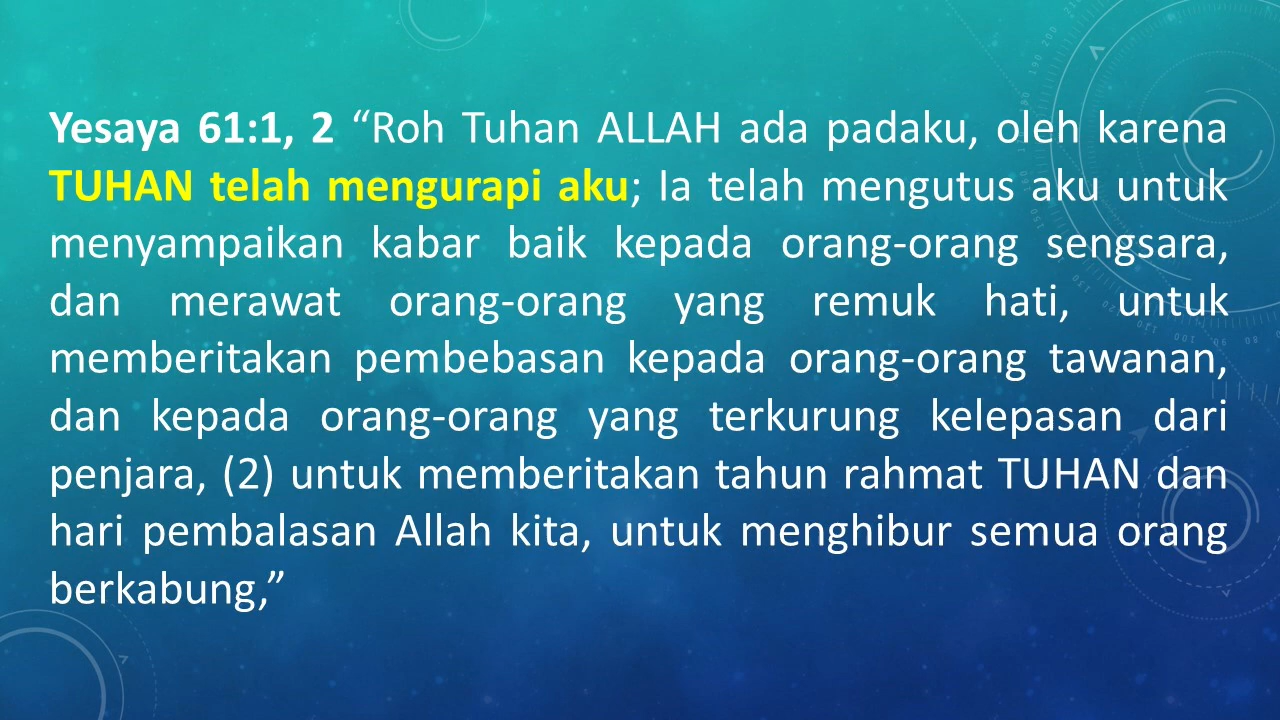 Yesaya 61:1, 2 “Roh Tuhan ALLAH ada padaku, oleh karena
TUHAN telah mengurapi aku; Ia telah mengutus aku untuk
menyampaikan kabar baik kepada orang-orang sengsara,
dan merawat orang-orang yang remuk hati, untuk
memberitakan pembebasan kepada orang-orang tawanan,
dan kepada orang-orang yang terkurung kelepasan dari
penjara, (2) untuk memberitakan tahun rahmat TUHAN dan
hari pembalasan Allah kita, untuk menghibur semua orang
berkabung,”